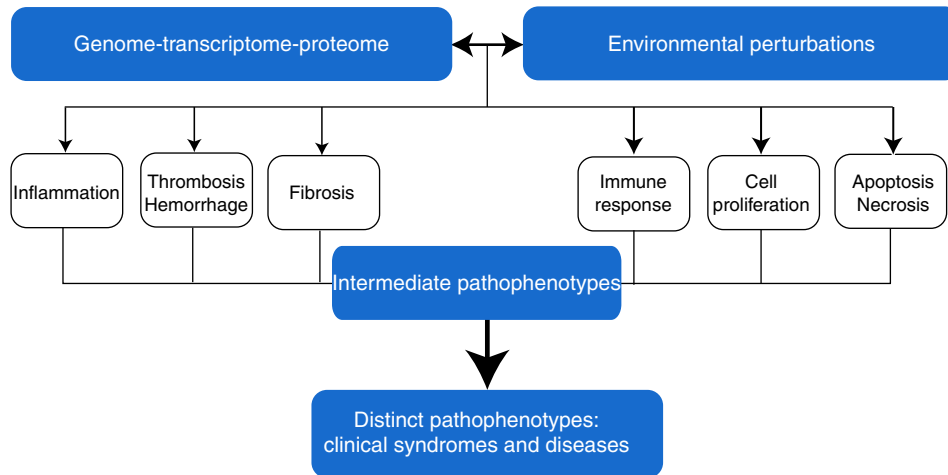 Genome-transcriptome-proteome
Environmental perturbations
Inflammation
Thrombosis
Hemorrhage
Fibrosis
Immune
response
Cell
proliferation
Apoptosis
Necrosis
Intermediate pathophenotypes
Distinct pathophenotypes:
clinical syndromes and diseases